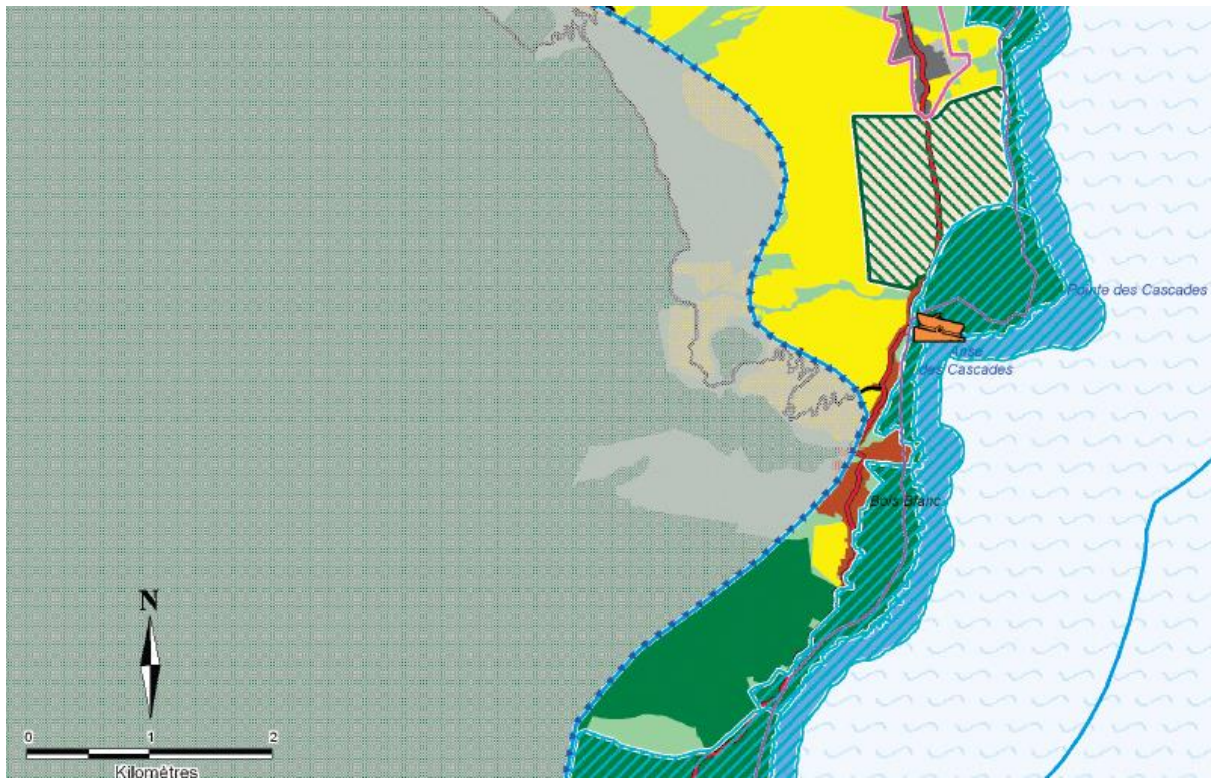 Pointe des Cascades
Anse
des Cascades
Bois Blanc
N
0 1 2
Kilomètres